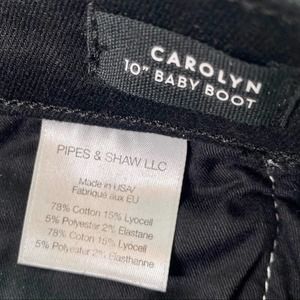 CAROLYN
10" BABY BOOT
PIPES & SHAW LLC
Made in USA/
Fabriqué aux EU
78% Cotton 15% Lyocell
5% Polyester 2% Elastane
78% Cotton 15% Lyocell
5% Polyester 2% Elasthanne